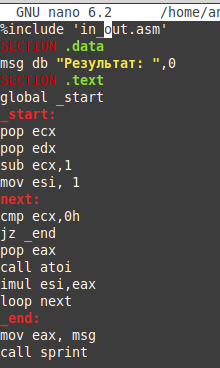 GNU nano 6.2 /home/ar
%include 'in_out.asm'
SECTION .data
msg db "Результат: ",0
SECTION .text
global _start
_start:
pop ecx
pop edx
sub ecx,1
mov esi, 1
next:
cmp ecx,0h
jz _end
pop eax
call atoi
imul esi,eax
loop next
_end:
mov eax, msg
call sprint